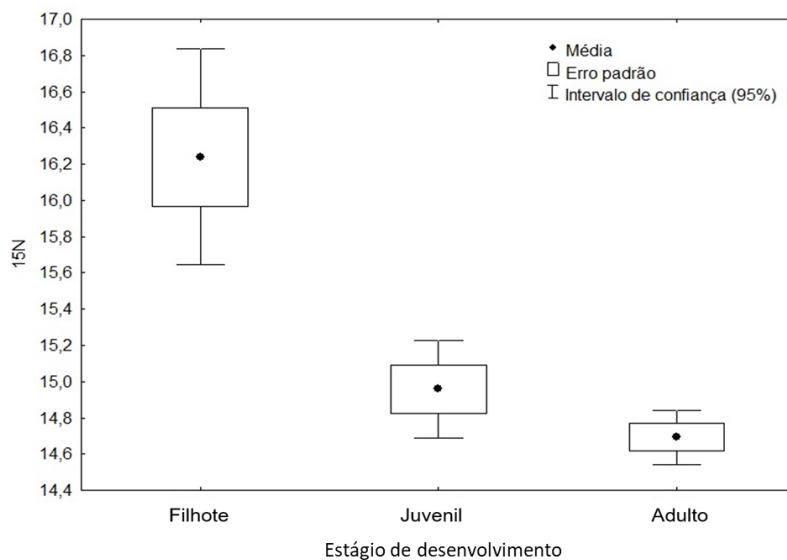 17,0
16,8
16,6
16,4
16,2
16,0
15,8
15,6
15,4
15,2
15,0
14,8
14,6
14,4
15N
Média
Erro padrão
Intervalo de confiança (95%)
Filhote Juvenil Adulto
Estágio de desenvolvimento